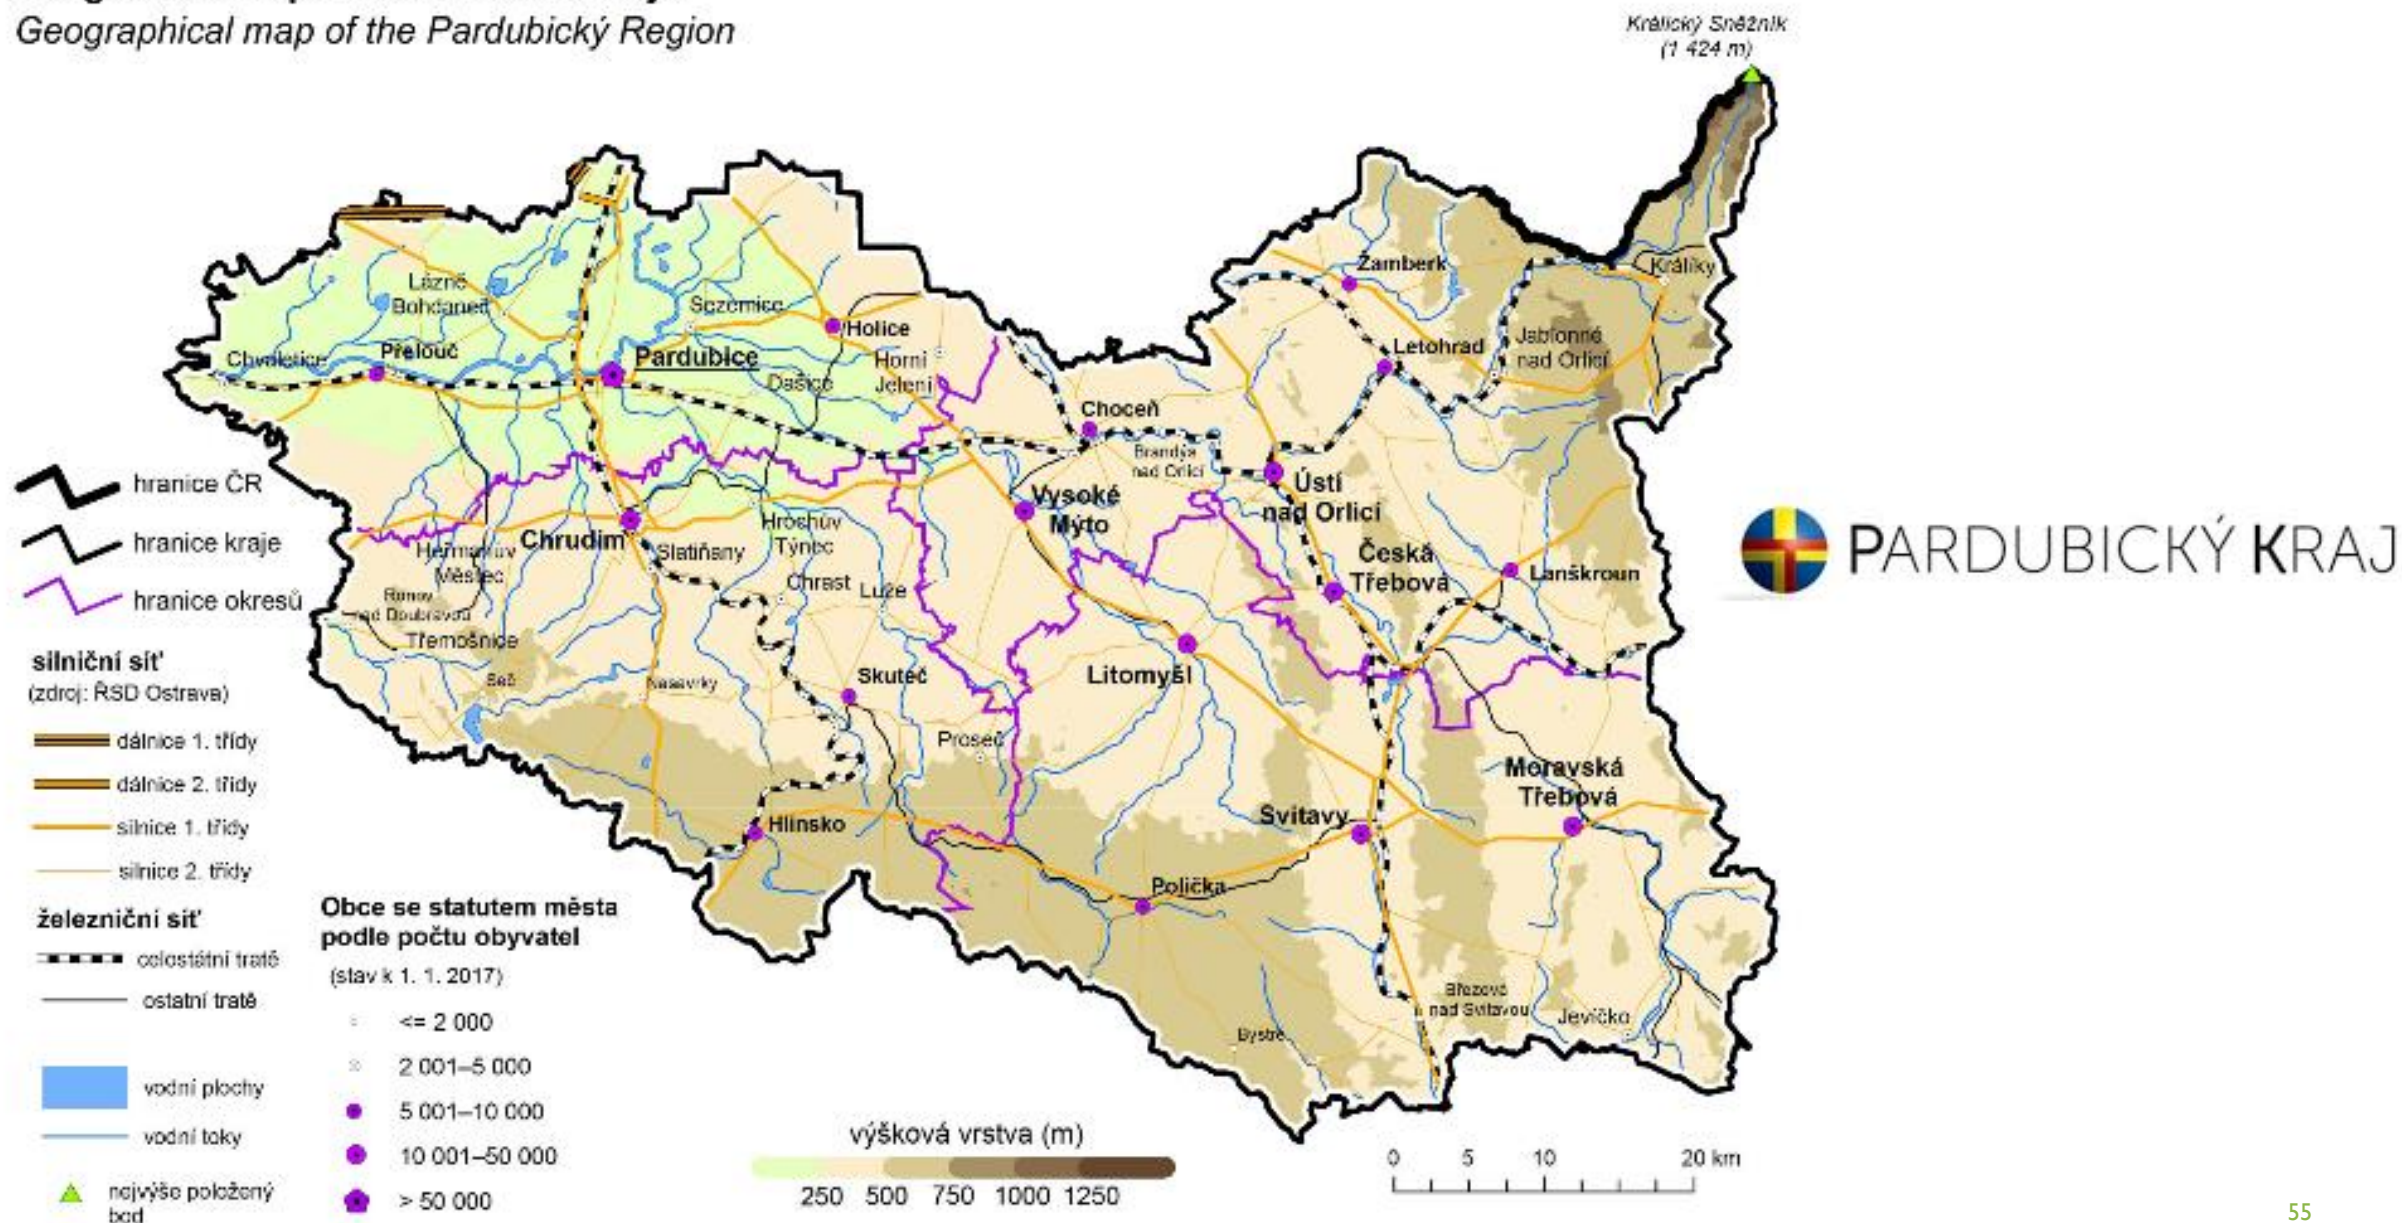 Geographical map of the Pardubický Region
Králický Sněžník
(1 424 m)
Žamberk
Králíky
Lázně
Bohdaneč
Sezemice
Holice
Jablonné
nad Orlicí
Letohrad
Chvaletice
Přelouč
Pardubice
Horní
Jelení
Dašice
Choceň
Brandýs
nad Orlicí
Ústí
nad Orlicí
Vysoké
Mýto
hranice ČR
hranice kraje
hranice okresů
Heřmanův
Městec
Chrudim
Slatiňany
Hrochův
Týnec
Chrast
Luže
Česká
Třebová
Lanškroun
PARDUBICKÝ KRAJ
Ronov
nad Doubravou
Třemošnice
Seč
Nasavrky
Skuteč
Litomyšl
Proseč
Moravská
Třebová
Hlinsko
Svitavy
Polička
Březová
nad Svitavou
Jevíčko
Bystré
silniční síť
(zdroj: ŘSD Ostrava)
dálnice 1. třídy
dálnice 2. třídy
silnice 1. třídy
silnice 2. třídy
železniční síť
celostátní tratě
ostatní tratě
vodní plochy
vodní toky
nejvýše položený
bod
Obce se statutem města
podle počtu obyvatel
(stav k 1. 1. 2017)
<= 2 000
2 001–5 000
5 001–10 000
10 001–50 000
> 50 000
výšková vrstva (m)
250 500 750 1000 1250
0 5 10 20 km
55